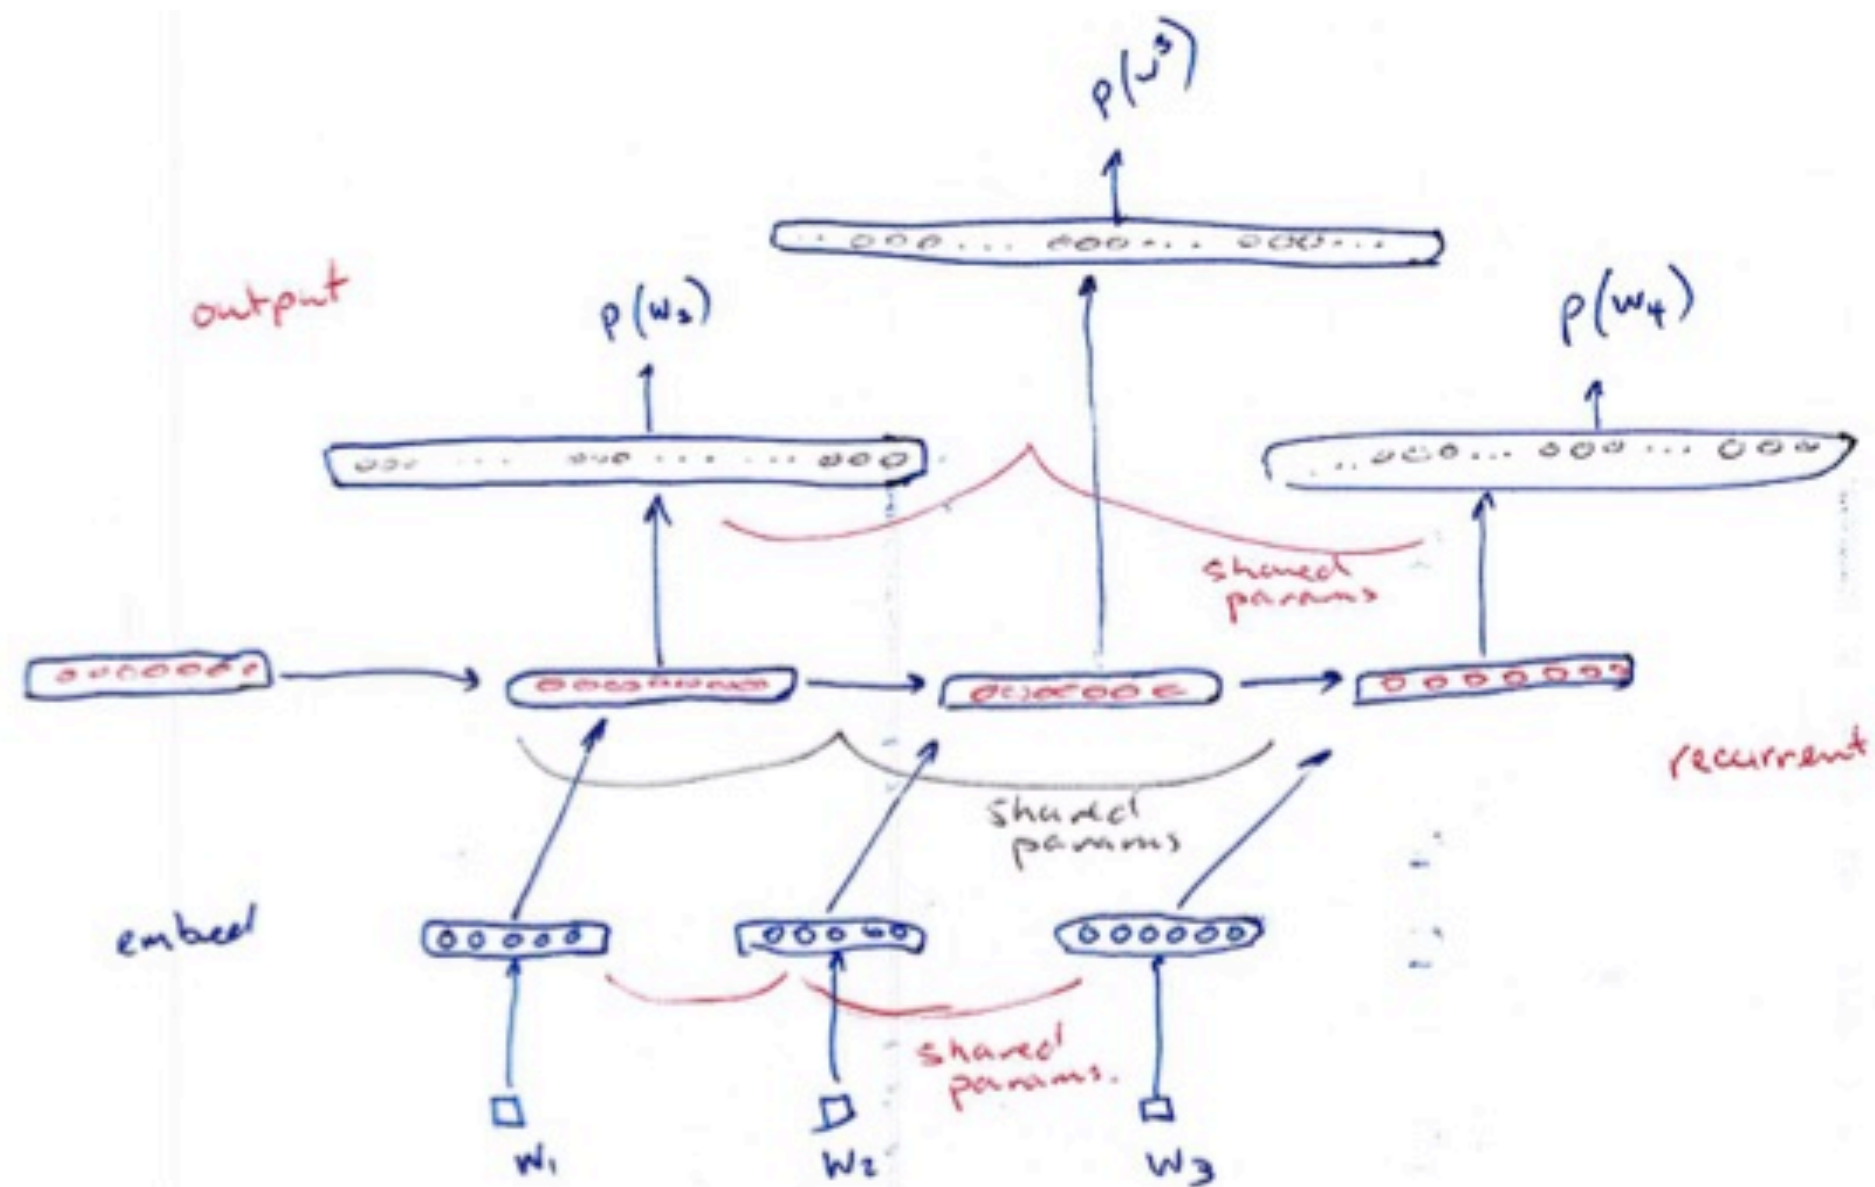 p(w³)
output
p(w₂)
p(w₄)
shared
params
recurrent
shared
params
embed
shared
params.
w₁
w₂
w₃